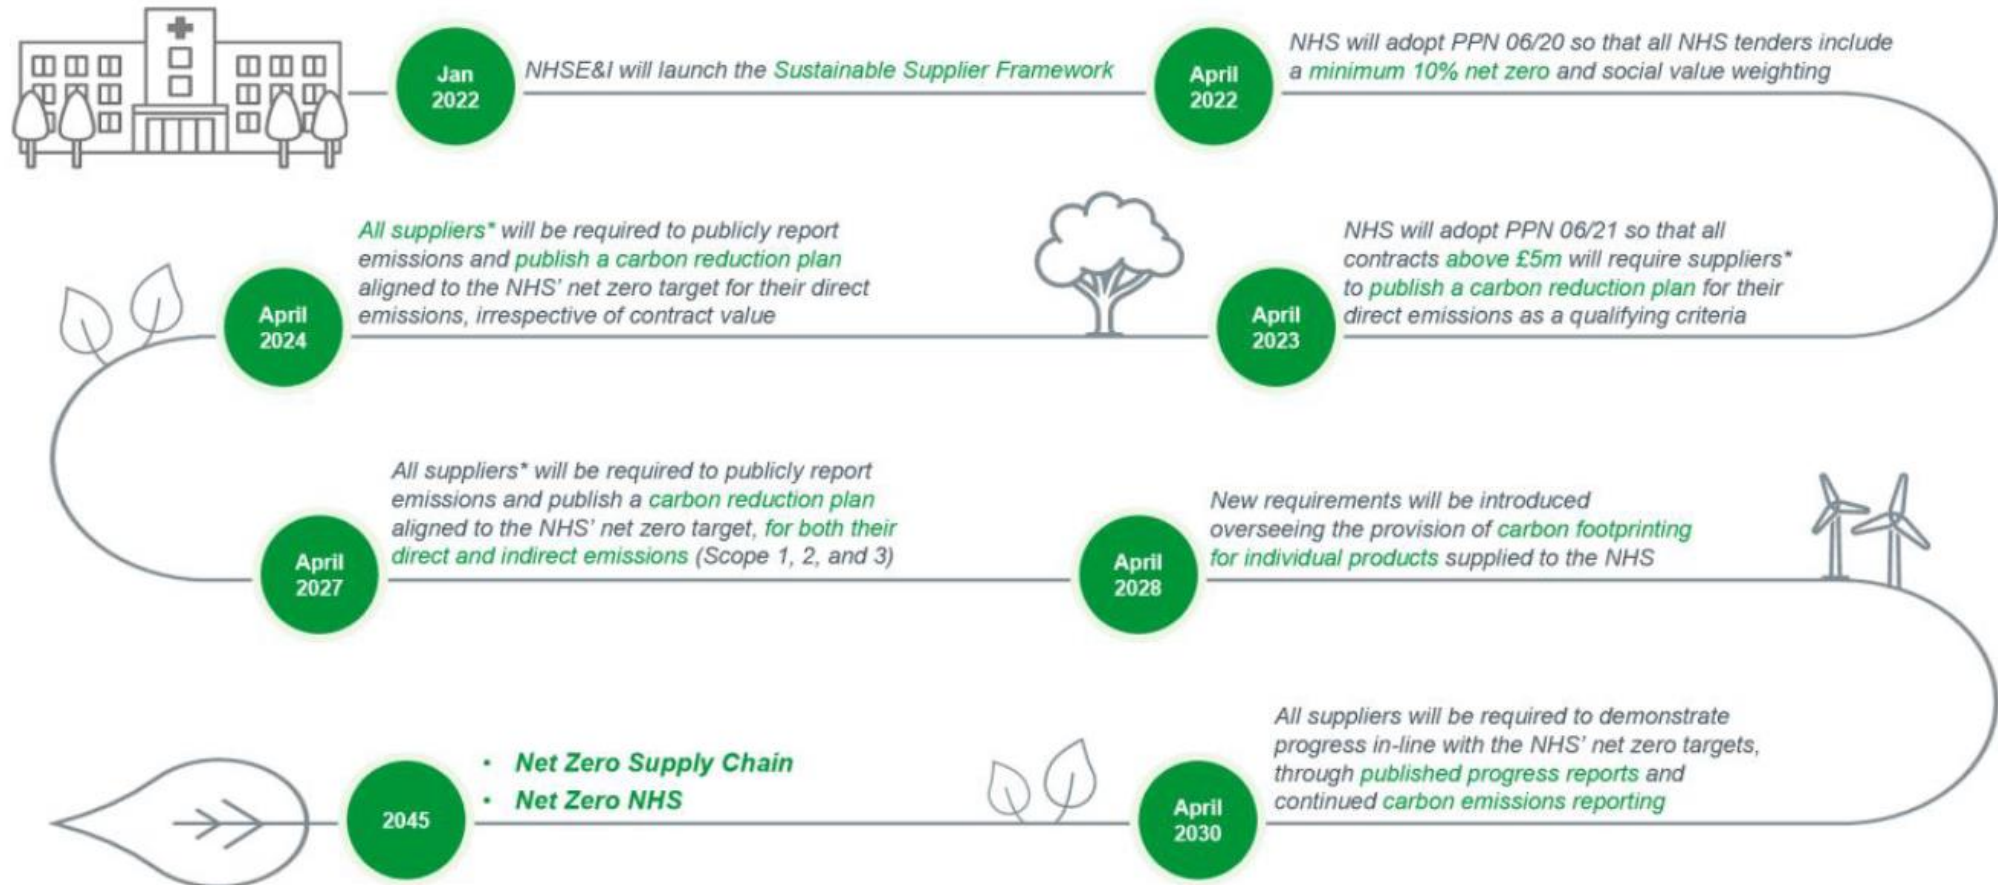 Jan
2022
NHSE&I will launch the Sustainable Supplier Framework
April
2022
NHS will adopt PPN 06/20 so that all NHS tenders include
a minimum 10% net zero and social value weighting
April
2023
NHS will adopt PPN 06/21 so that all
contracts above £5m will require suppliers*
to publish a carbon reduction plan for their
direct emissions as a qualifying criteria
April
2024
All suppliers* will be required to publicly report
emissions and publish a carbon reduction plan
aligned to the NHS' net zero target for their direct
emissions, irrespective of contract value
April
2027
All suppliers* will be required to publicly report
emissions and publish a carbon reduction plan
aligned to the NHS' net zero target, for both their
direct and indirect emissions (Scope 1, 2, and 3)
April
2028
New requirements will be introduced
overseeing the provision of carbon footprinting
for individual products supplied to the NHS
April
2030
All suppliers will be required to demonstrate
progress in-line with the NHS' net zero targets,
through published progress reports and
continued carbon emissions reporting
2045
• Net Zero Supply Chain
• Net Zero NHS